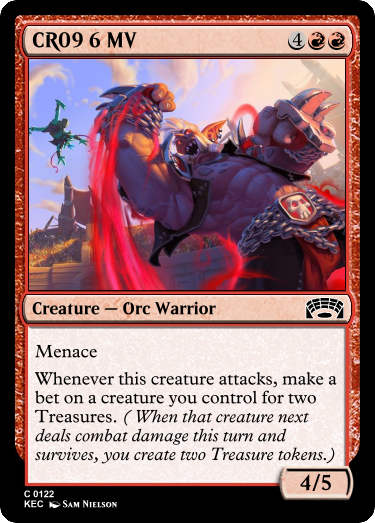 CR09 6 MV 4
Creature — Orc Warrior
Menace
Whenever this creature attacks, make a
bet on a creature you control for two
Treasures. ( When that creature next
deals combat damage this turn and
survives, you create two Treasure tokens.)
4/5
C 0122
KEC SAM NIELSON